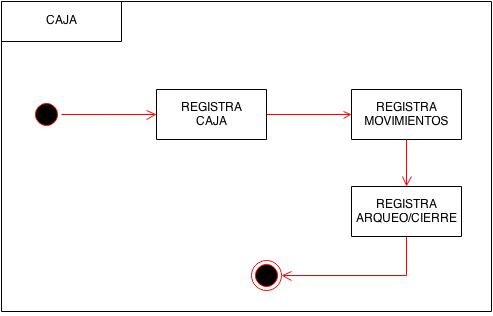 CAJA
REGISTRA
CAJA
REGISTRA
MOVIMIENTOS
REGISTRA
ARQUEO/CIERRE